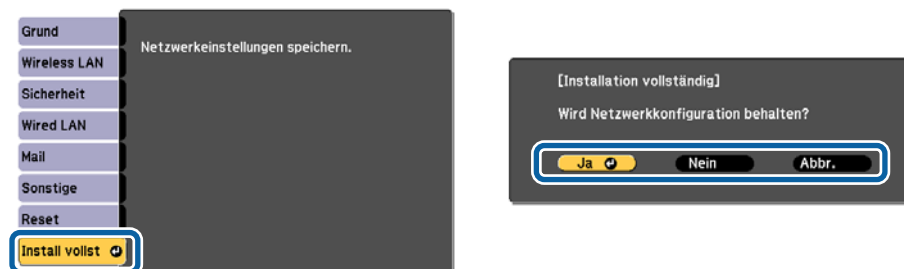 Grund
Wireless LAN
Sicherheit
Wired LAN
Mail
Sonstige
Reset
Install vollst
Netzwerkeinstellungen speichern.
[Installation vollständig]
Wird Netzwerkkonfiguration behalten?
Ja Nein Abbr.